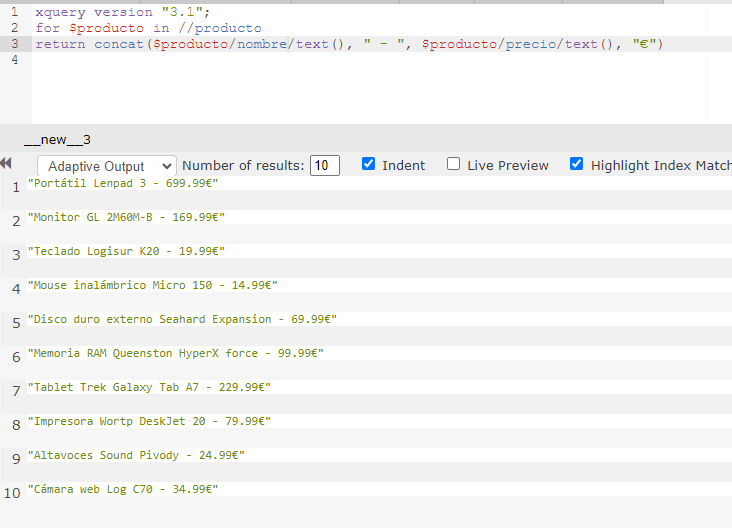 1 xquery version "3.1";
2 for $producto in //producto
3 return concat($producto/nombre/text(), " - ", $producto/precio/text(), "€")
4
__new__3
Adaptive Output Number of results: 10 Indent Live Preview Highlight Index Match
1 "Portátil Lenpad 3 - 699.99€"
2 "Monitor GL 2M60M-B - 169.99€"
3 "Teclado Logisur K20 - 19.99€"
4 "Mouse inalámbrico Micro 150 - 14.99€"
5 "Disco duro externo Seahard Expansion - 69.99€"
6 "Memoria RAM Queenston HyperX force - 99.99€"
7 "Tablet Trek Galaxy Tab A7 - 229.99€"
8 "Impresora Wortp DeskJet 20 - 79.99€"
9 "Altavoces Sound Pivody - 24.99€"
10 "Cámara web Log C70 - 34.99€"